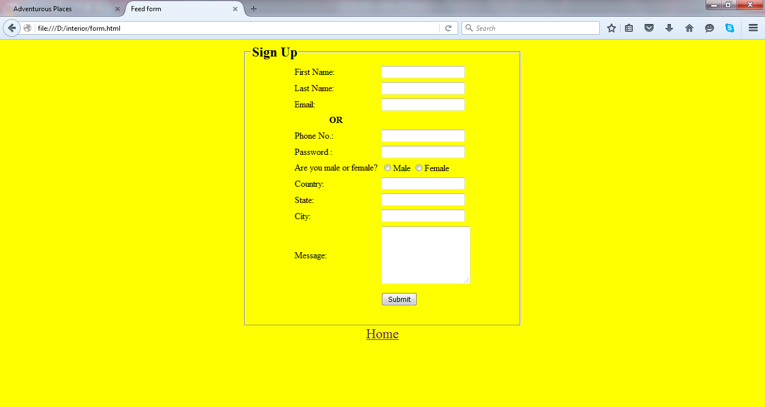 Adventurous Places
Feed form
file:///D:/interior/form.html
Search
Sign Up
First Name:
Last Name:
Email:
OR
Phone No.:
Password :
Are you male or female? Male Female
Country:
State:
City:
Message:
Submit
Home